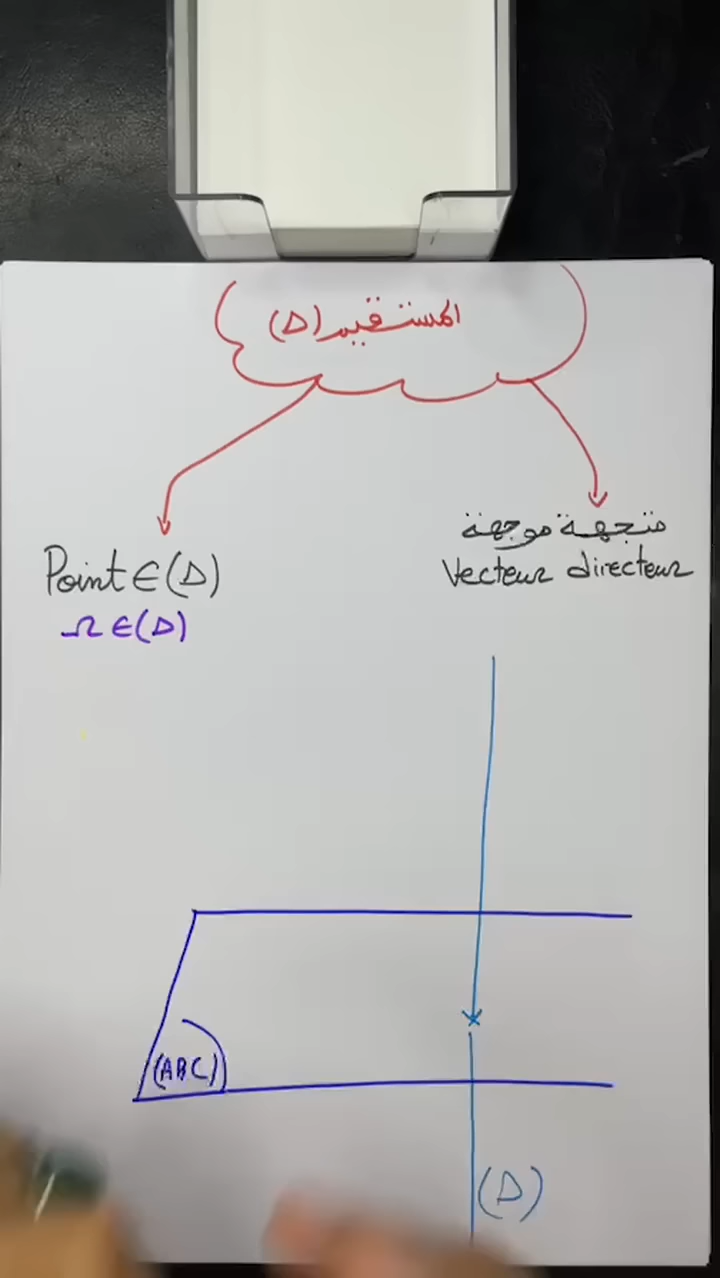 المستقيم (Δ)
متجهة موجهة
Point ∈ (Δ)
Vecteur directeur
Ω ∈ (Δ)
(ABC)
(Δ)